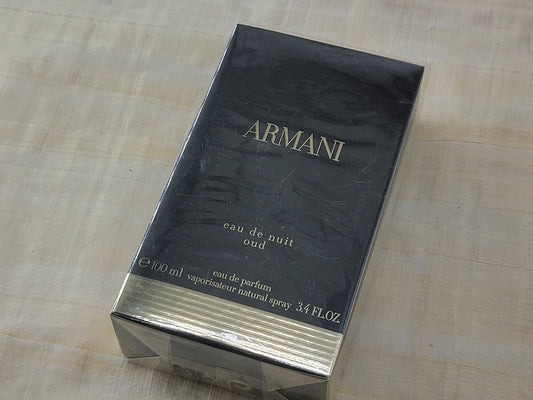 ARMANI
eau de nuit
oud
eau de parfum
℮100 ml vaporisateur natural spray 3.4 FL.OZ